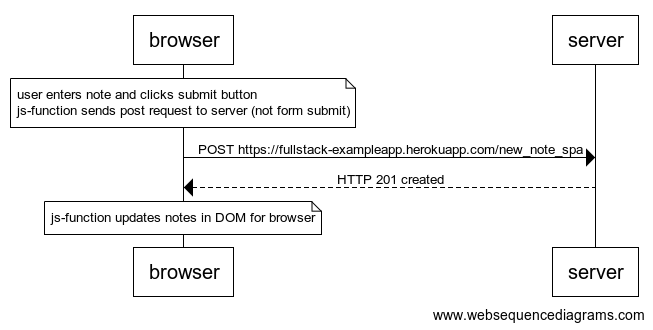 browser
server
user enters note and clicks submit button
js-function sends post request to server (not form submit)
POST https://fullstack-exampleapp.herokuapp.com/new_note_spa
HTTP 201 created
js-function updates notes in DOM for browser
browser
server
www.websequencediagrams.com